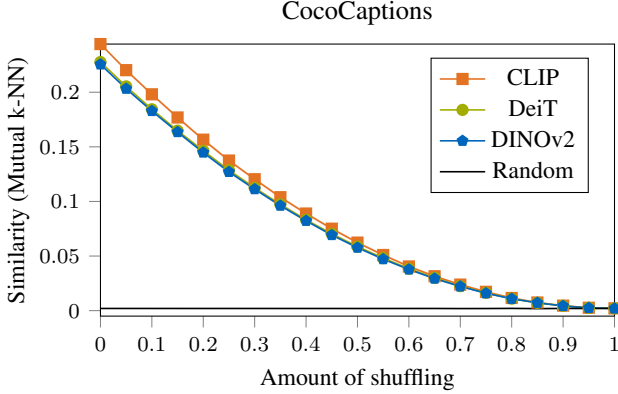 CocoCaptions
Similarity (Mutual k-NN)
0.2
0.15
0.1
0.05
0
CLIP
DeiT
DINOv2
Random
0 0.1 0.2 0.3 0.4 0.5 0.6 0.7 0.8 0.9 1
Amount of shuffling